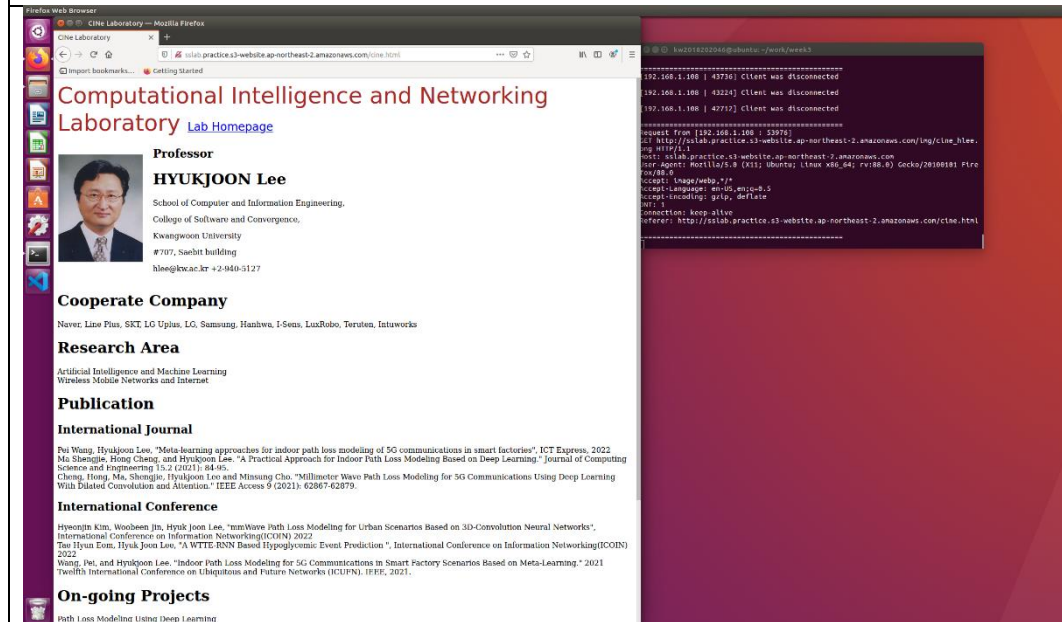 Firefox Web Browser
CINe Laboratory — Mozilla Firefox
CINe Laboratory
sslab.practice.s3-website.ap-northeast-2.amazonaws.com/cine.html
Import bookmarks...
Getting Started
Computational Intelligence and Networking
Laboratory Lab Homepage
Professor
HYUKJOON Lee
School of Computer and Information Engineering,
College of Software and Convergence,
Kwangwoon University
#707, Saebit building
hlee@kw.ac.kr +2-940-5127
Cooperate Company
Naver, Line Plus, SKT, LG Uplus, LG, Samsung, Hanhwa, I-Sens, LuxRobo, Teruten, Intuworks
Research Area
Artificial Intelligence and Machine Learning
Wireless Mobile Networks and Internet
Publication
International Journal
Pei Wang, Hyukjoon Lee, "Meta-learning approaches for indoor path loss modeling of 5G communications in smart factories", ICT Express, 2022
Ma Shengjie, Hong Cheng, and Hyukjoon Lee. "A Practical Approach for Indoor Path Loss Modeling Based on Deep Learning." Journal of Computing
Science and Engineering 15.2 (2021): 84-95.
Cheng, Hong, Ma, Shengjie, Hyukjoon Lee and Minsung Cho. "Millimeter Wave Path Loss Modeling for 5G Communications Using Deep Learning
With Dilated Convolution and Attention." IEEE Access 9 (2021): 62867-62879.
International Conference
Hyeonjin Kim, Woobeen Jin, Hyuk Joon Lee, "mmWave Path Loss Modeling for Urban Scenarios Based on 3D-Convolution Neural Networks",
International Conference on Information Networking(ICOIN) 2022
Tae Hyun Eom, Hyuk Joon Lee, "A WTTE-RNN Based Hypoglycemic Event Prediction ", International Conference on Information Networking(ICOIN)
2022
Wang, Pei, and Hyukjoon Lee. "Indoor Path Loss Modeling for 5G Communications in Smart Factory Scenarios Based on Meta-Learning." 2021
Twelfth International Conference on Ubiquitous and Future Networks (ICUFN). IEEE, 2021.
On-going Projects
Path Loss Modeling Using Deep Learning
kw2018202046@ubuntu: ~/work/week3
================================================
[192.168.1.108 | 43736] Client was disconnected
[192.168.1.108 | 43224] Client was disconnected
[192.168.1.108 | 42712] Client was disconnected
================================================
Request from [192.168.1.108 : 53976]
GET http://sslab.practice.s3-website.ap-northeast-2.amazonaws.com/img/cine_hlee.
png HTTP/1.1
Host: sslab.practice.s3-website.ap-northeast-2.amazonaws.com
User-Agent: Mozilla/5.0 (X11; Ubuntu; Linux x86_64; rv:88.0) Gecko/20100101 Fire
fox/88.0
Accept: image/webp,*/*
Accept-Language: en-US,en;q=0.5
Accept-Encoding: gzip, deflate
DNT: 1
Connection: keep-alive
Referer: http://sslab.practice.s3-website.ap-northeast-2.amazonaws.com/cine.html
================================================